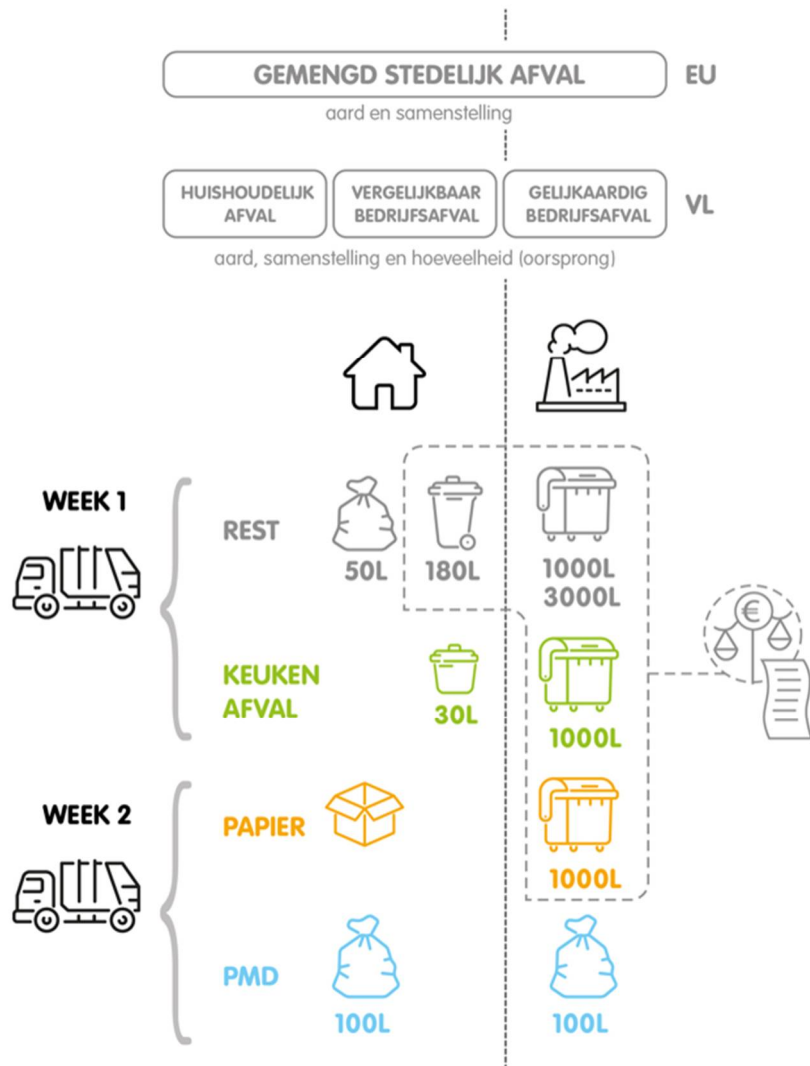 GEMENGD STEDELIJK AFVAL EU
aard en samenstelling
HUISHOUDELIJK AFVAL
VERGELIJKBAAR BEDRIJFSAFVAL
GELIJKAARDIG BEDRIJFSAFVAL
VL
aard, samenstelling en hoeveelheid (oorsprong)
WEEK 1
REST
50L
180L
1000L
3000L
€
KEUKEN
AFVAL
30L
1000L
WEEK 2
PAPIER
1000L
PMD
100L
100L